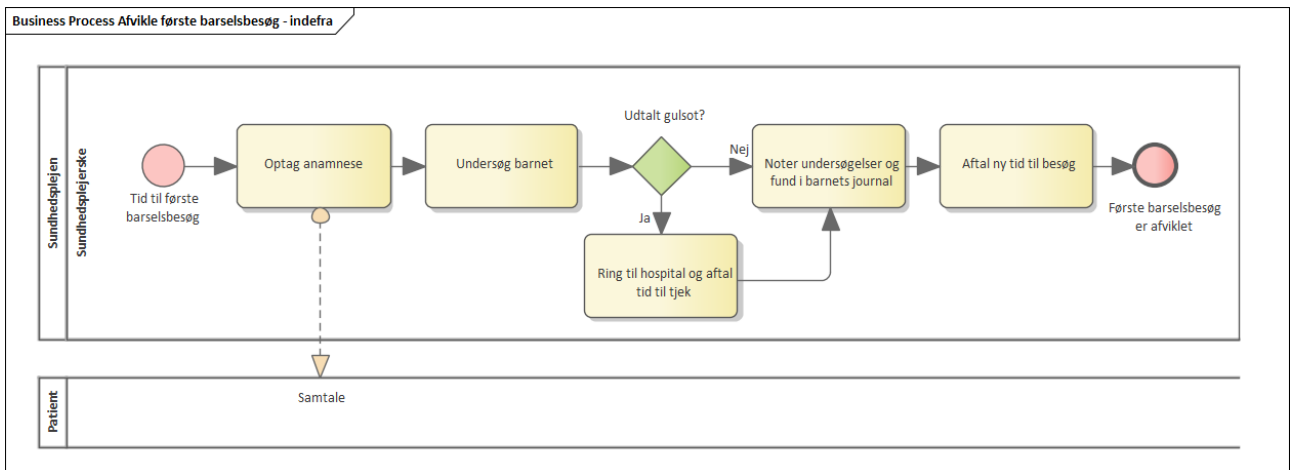 Business Process Afvikle første barselsbesøg - indefra
Sundhedsplejen
Sundhedsplejerske
Tid til første
barselsbesøg
Optag anamnese
Undersøg barnet
Udtalt gulsot?
Nej
Ja
Ring til hospital og aftal
tid til tjek
Noter undersøgelser og
fund i barnets journal
Aftal ny tid til besøg
Første barselsbesøg
er afviklet
Patient
Samtale